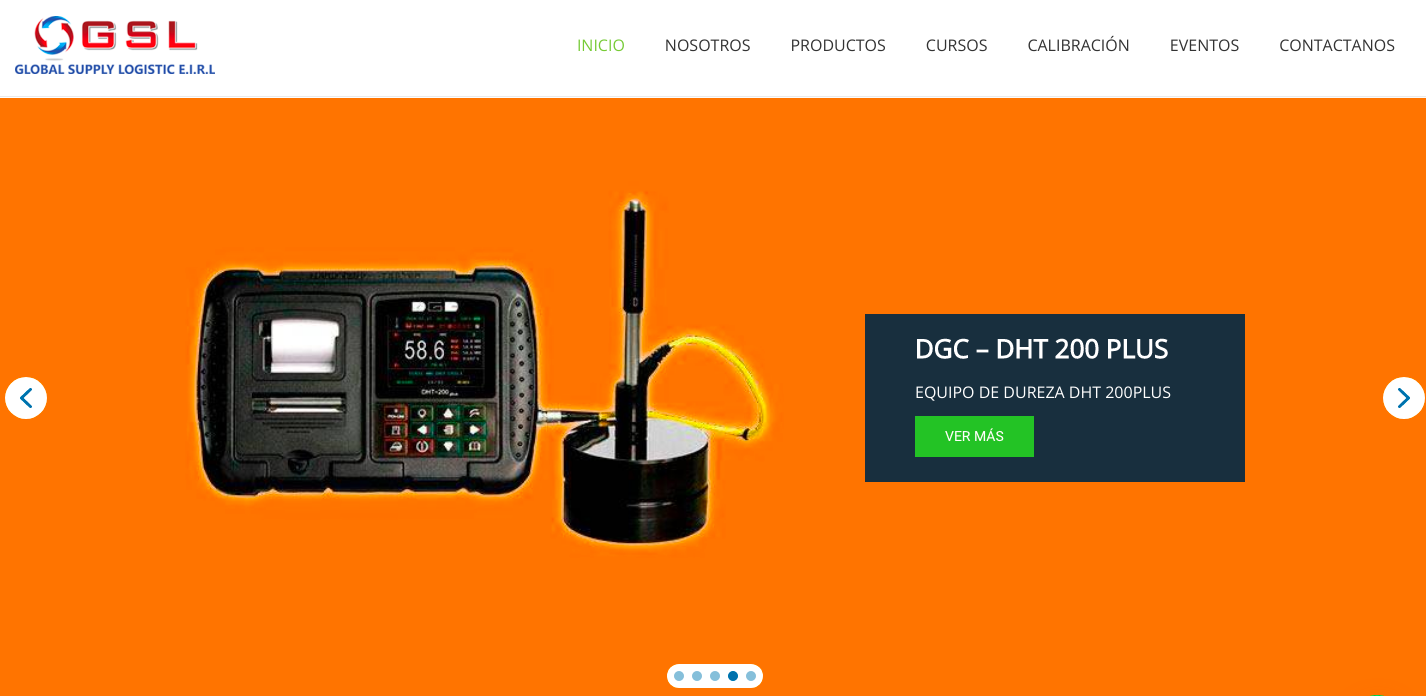 GSL
GLOBAL SUPPLY LOGISTIC E.I.R.L
INICIO
NOSOTROS
PRODUCTOS
CURSOS
CALIBRACIÓN
EVENTOS
CONTACTANOS
58.6
DHT-200 plus
DGC – DHT 200 PLUS
EQUIPO DE DUREZA DHT 200PLUS
VER MÁS